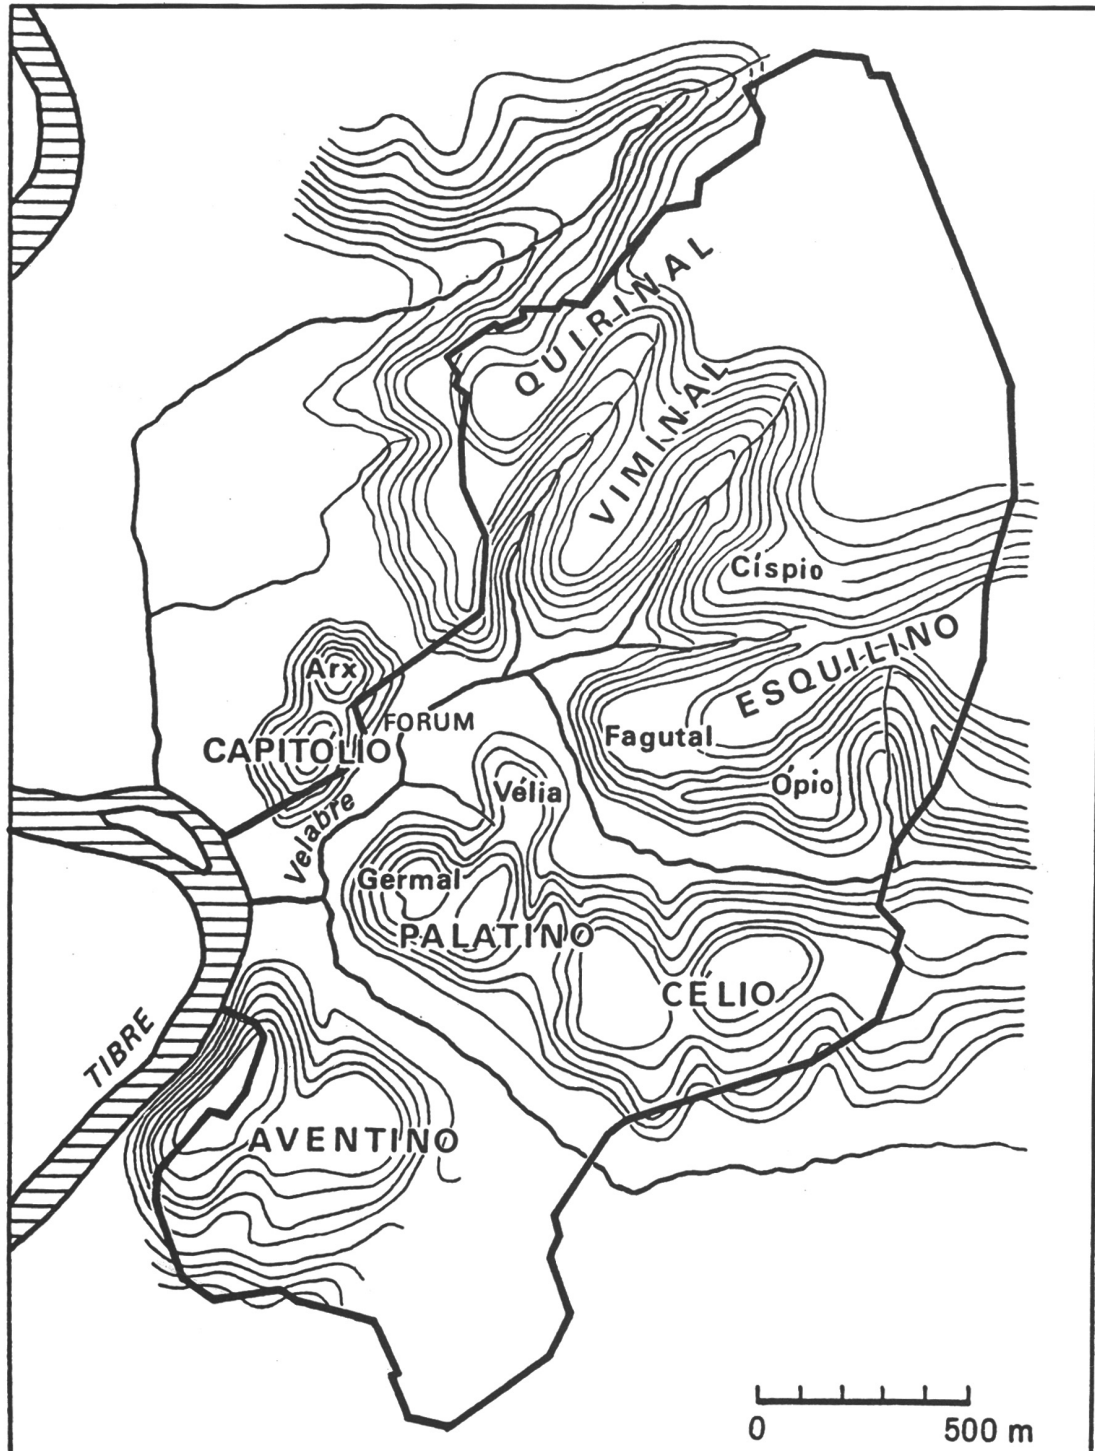 QUIRINAL
VIMINAL
Císpio
ESQUILINO
Arx
FORUM
CAPITOLIO
Fagutal
Ópio
Vélia
Velabre
Germal
PALATINO
CÉLIO
TIBRE
AVENTINO
0 500 m